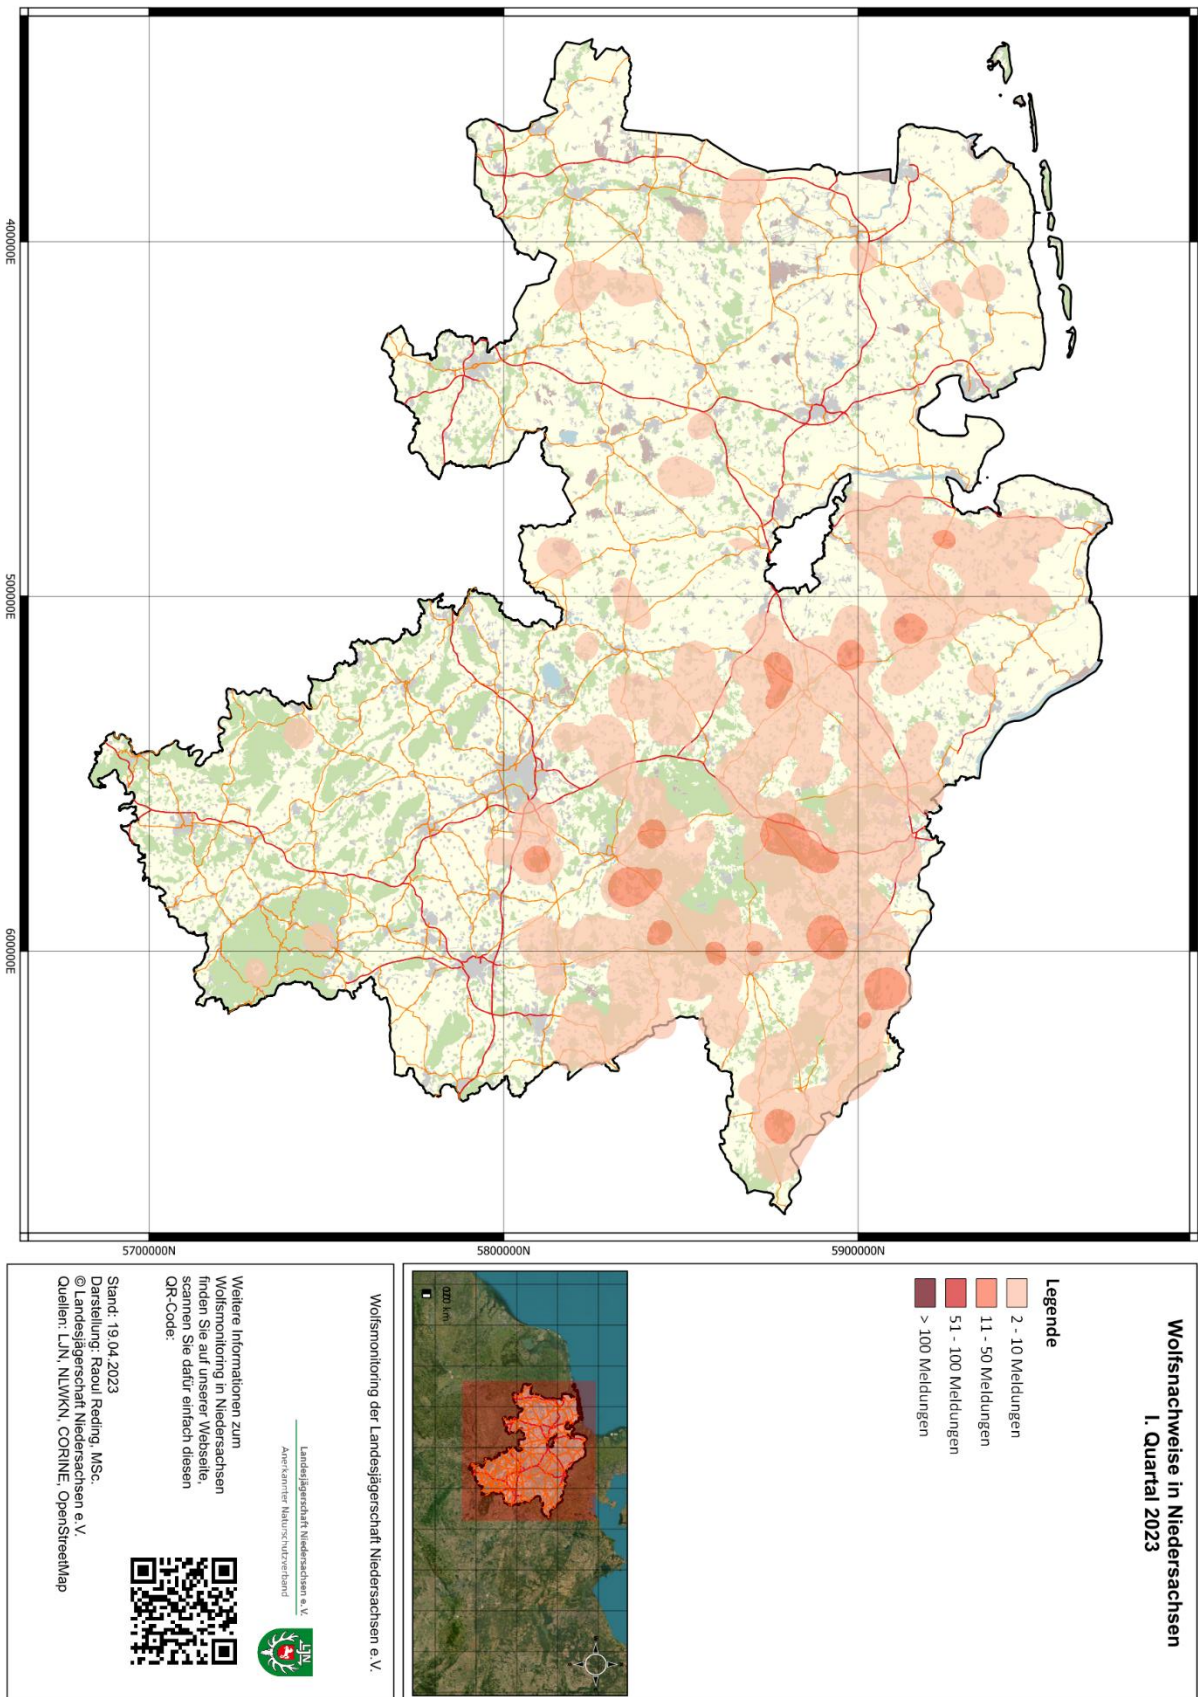 Wolfsnachweise in Niedersachsen
I. Quartal 2023
Legende
2 - 10 Meldungen
11 - 50 Meldungen
51 - 100 Meldungen
> 100 Meldungen
Wolfsmonitoring der Landesjägerschaft Niedersachsen e.V.
Landesjägerschaft Niedersachsen e. V.
Anerkannter Naturschutzverband
LJN
Weitere Informationen zum
Wolfsmonitoring in Niedersachsen
finden Sie auf unserer Webseite,
scannen Sie dafür einfach diesen
QR-Code:
Stand: 19.04.2023
Darstellung: Raoul Reding, MSc.
© Landesjägerschaft Niedersachsen e.V.
Quellen: LJN, NLWKN, CORINE, OpenStreetMap
400000E
500000E
600000E
5700000N
5800000N
5900000N